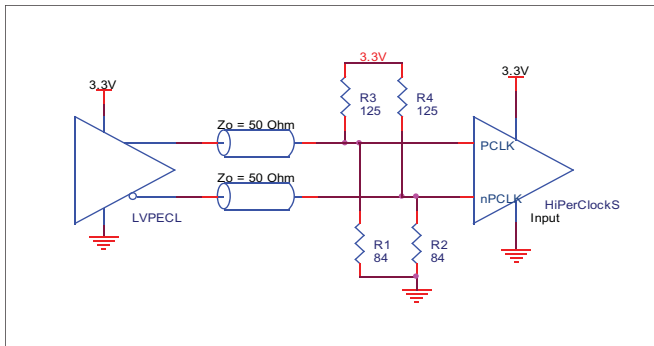 3.3V
3.3V
3.3V
R3
125
R4
125
Zo = 50 Ohm
PCLK
Zo = 50 Ohm
nPCLK
HiPerClockS
Input
LVPECL
R1
84
R2
84